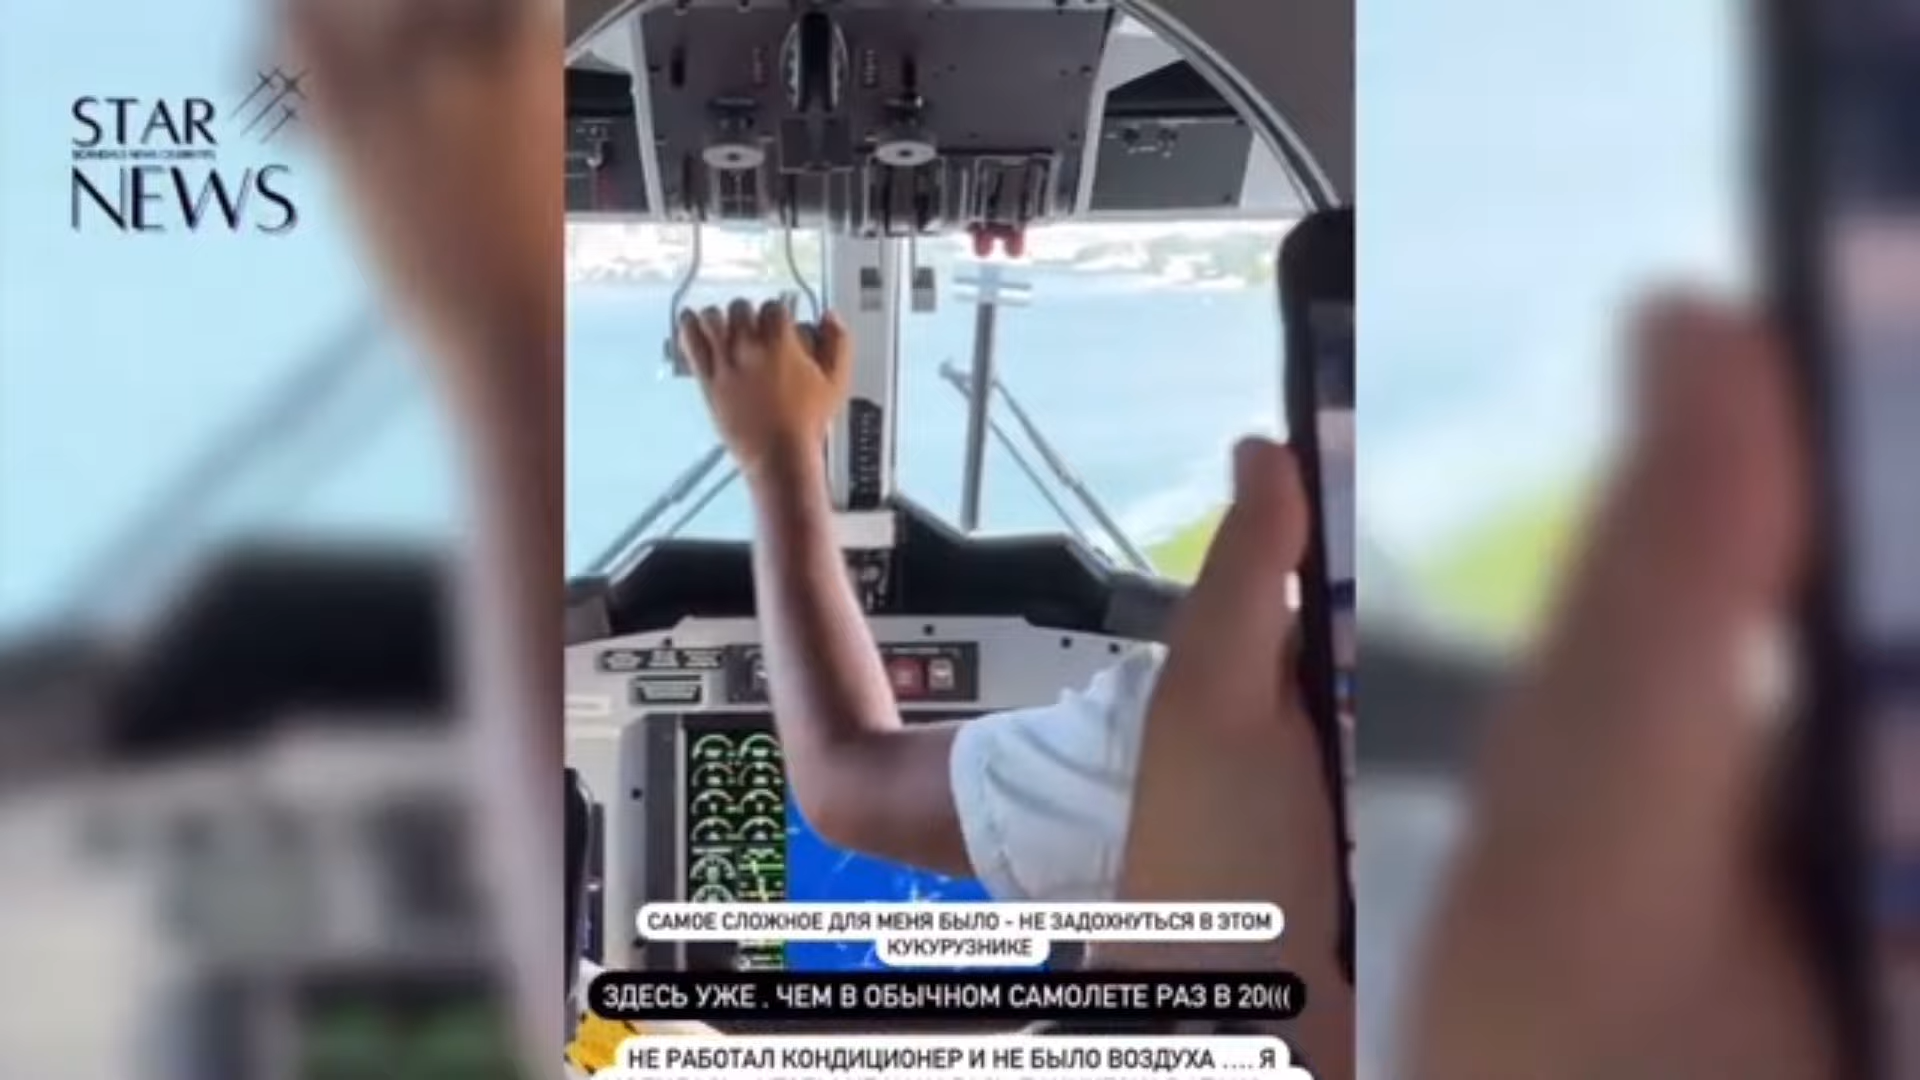 STAR
NEWS
САМОЕ СЛОЖНОЕ ДЛЯ МЕНЯ БЫЛО - НЕ ЗАДОХНУТЬСЯ В ЭТОМ
КУКУРУЗНИКЕ
ЗДЕСЬ УЖЕ . ЧЕМ В ОБЫЧНОМ САМОЛЕТЕ РАЗ В 20(((
НЕ РАБОТАЛ КОНДИЦИОНЕР И НЕ БЫЛО ВОЗДУХА .... Я